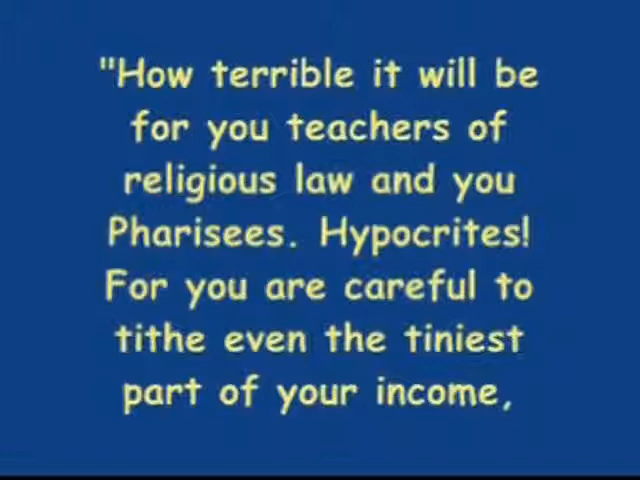 "How terrible it will be
for you teachers of
religious law and you
Pharisees. Hypocrites!
For you are careful to
tithe even the tiniest
part of your income,